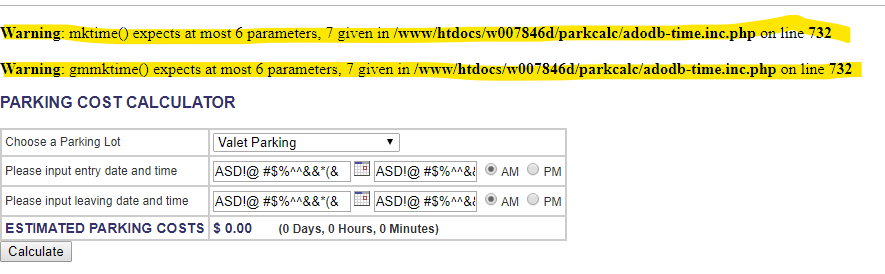 Warning: mktime() expects at most 6 parameters, 7 given in /www/htdocs/w007846d/parkcalc/adodb-time.inc.php on line 732
Warning: gmmktime() expects at most 6 parameters, 7 given in /www/htdocs/w007846d/parkcalc/adodb-time.inc.php on line 732
PARKING COST CALCULATOR
Choose a Parking Lot Valet Parking
Please input entry date and time ASD!@ #$%^^&&*(& ASD!@ #$%^^&& AM PM
Please input leaving date and time ASD!@ #$%^^&&*(& ASD!@ #$%^^&& AM PM
ESTIMATED PARKING COSTS $ 0.00 (0 Days, 0 Hours, 0 Minutes)
Calculate